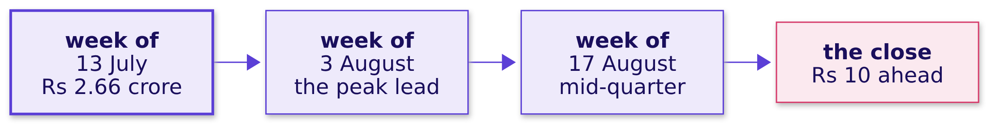 week of
13 July
Rs 2.66 crore
week of
3 August
the peak lead
week of
17 August
mid-quarter
the close
Rs 10 ahead